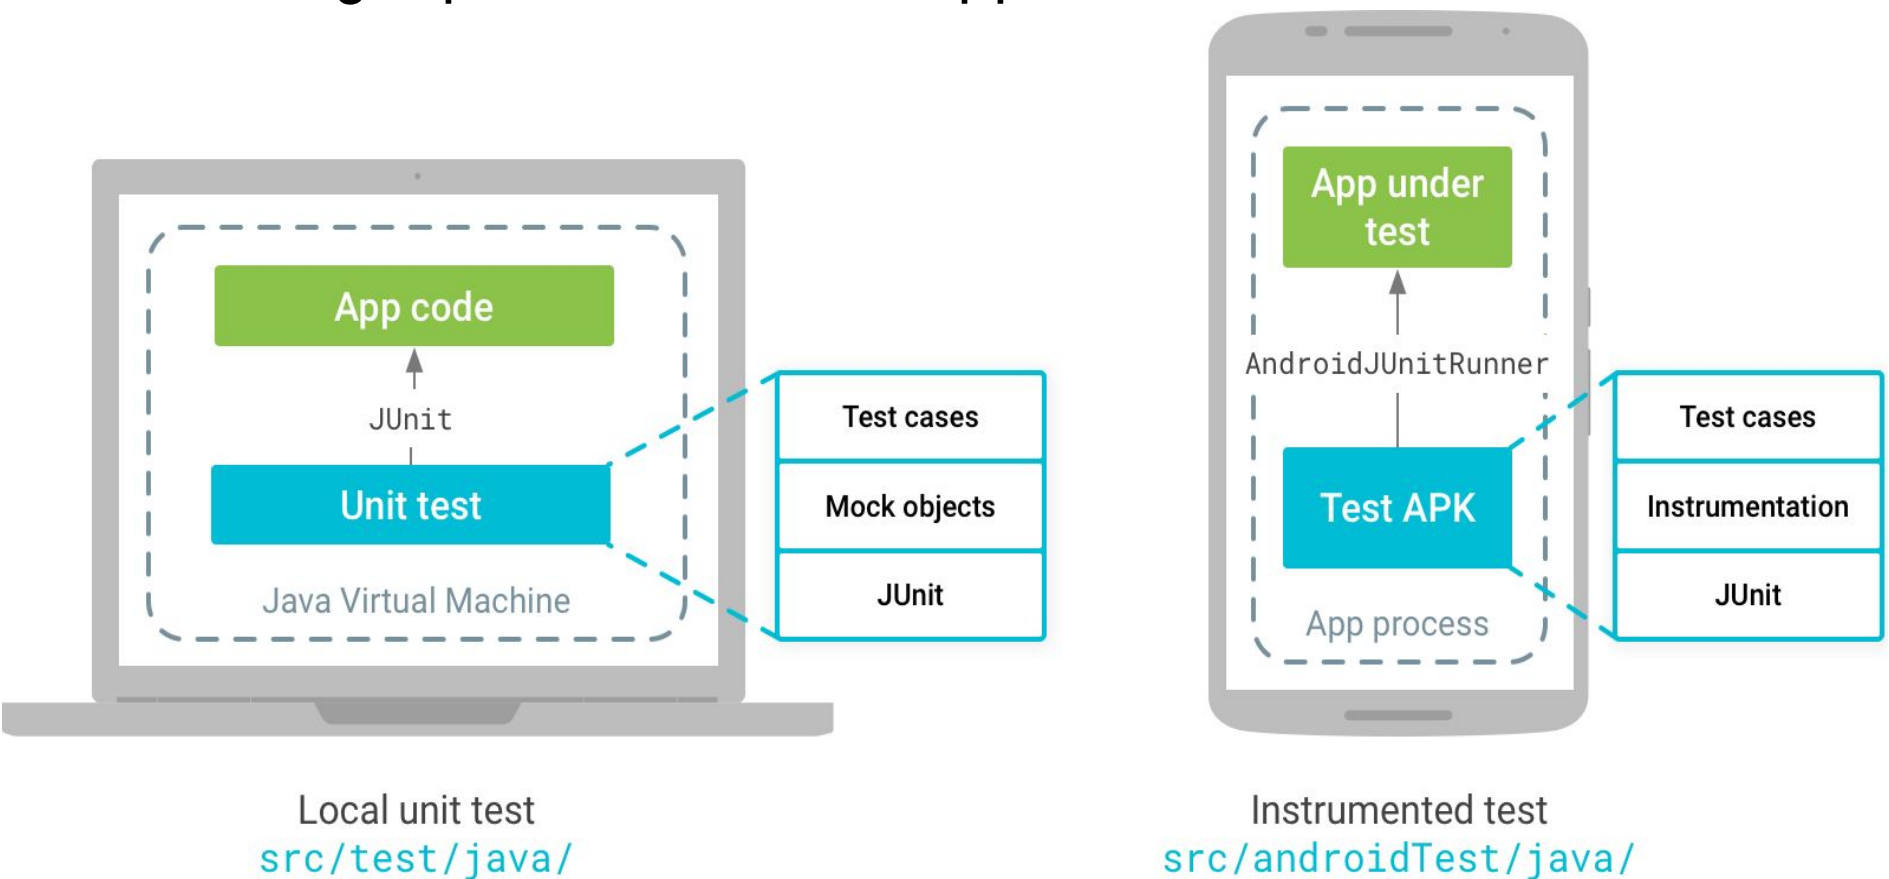 App code
JUnit
Unit test
Java Virtual Machine
Test cases
Mock objects
JUnit
Local unit test
src/test/java/
App under
test
AndroidJUnitRunner
Test APK
App process
Test cases
Instrumentation
JUnit
Instrumented test
src/androidTest/java/